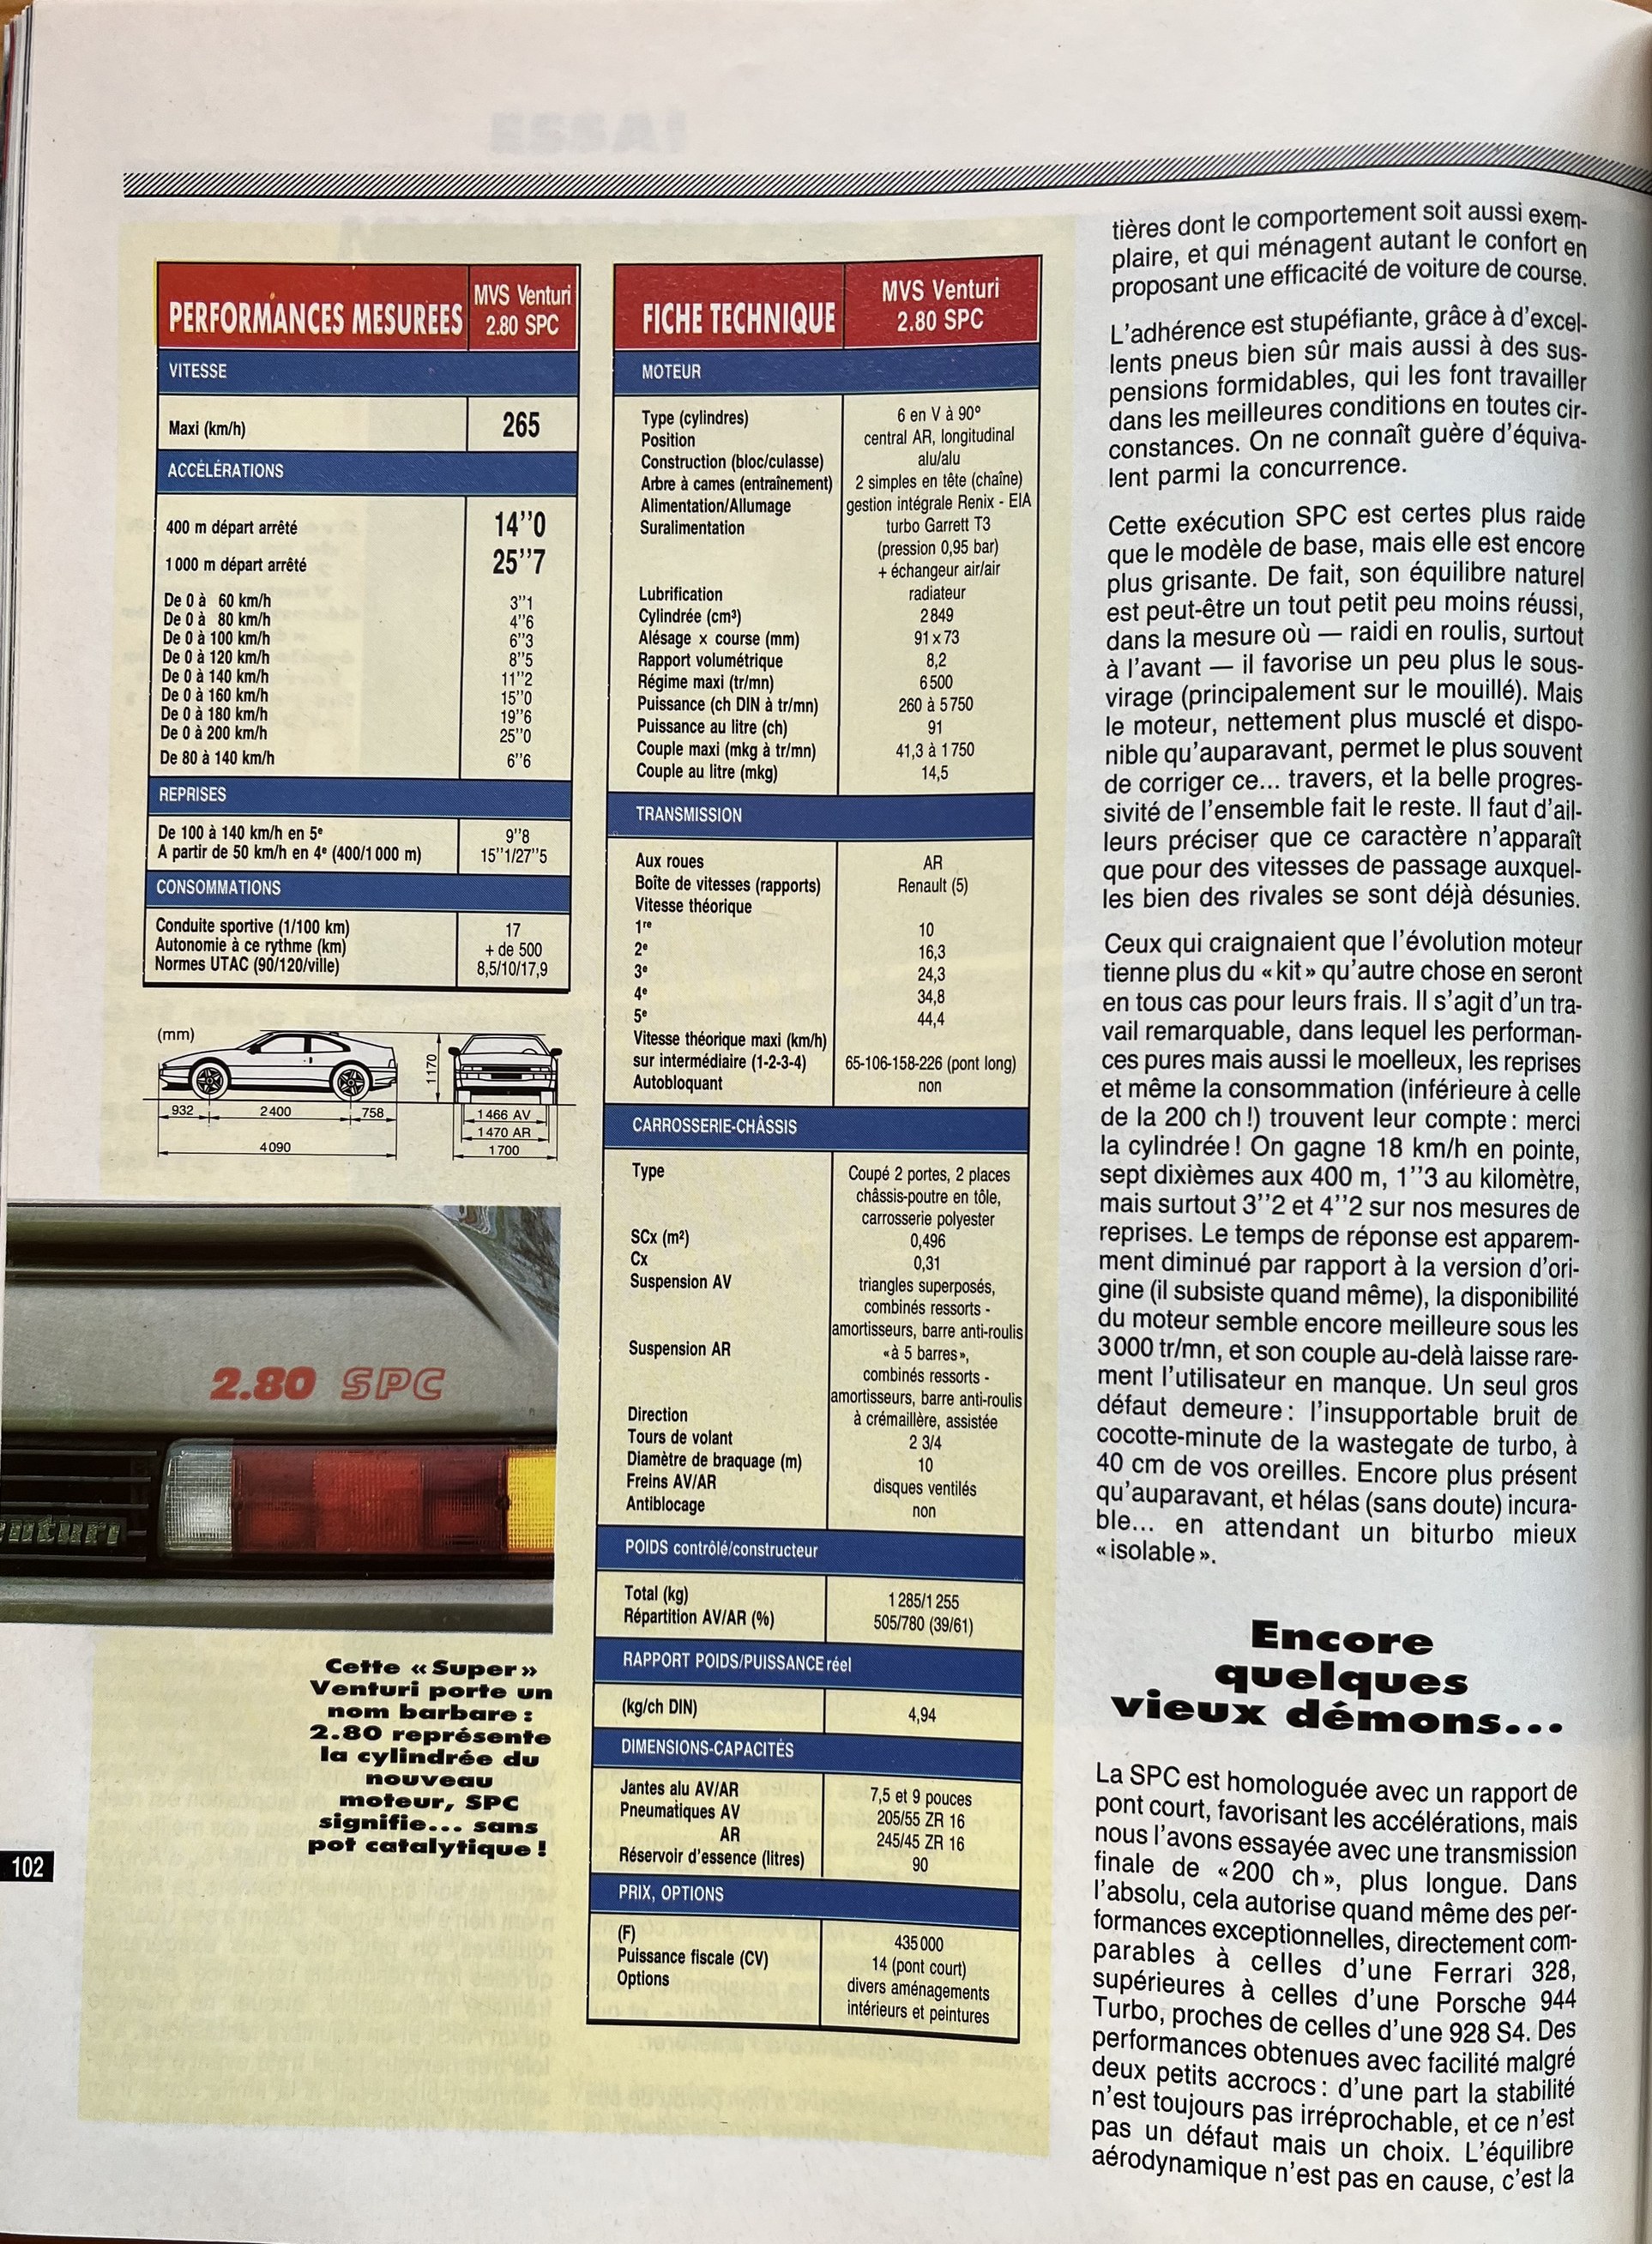 PERFORMANCES MESUREES
MVS Venturi
2.80 SPC
VITESSE
Maxi (km/h) 265
ACCÉLÉRATIONS
400 m départ arrêté 14’’0
1 000 m départ arrêté 25’’7
De 0 à 60 km/h 3’’1
De 0 à 80 km/h 4’’6
De 0 à 100 km/h 6’’3
De 0 à 120 km/h 8’’5
De 0 à 140 km/h 11’’2
De 0 à 160 km/h 15’’0
De 0 à 180 km/h 19’’6
De 0 à 200 km/h 25’’0
De 80 à 140 km/h 6’’6
REPRISES
De 100 à 140 km/h en 5e 9’’8
A partir de 50 km/h en 4e (400/1 000 m) 15’’1/27’’5
CONSOMMATIONS
Conduite sportive (1/100 km) 17
Autonomie à ce rythme (km) + de 500
Normes UTAC (90/120/ville) 8,5/10/17,9
(mm)
1170
932 2400 758
4090
1466 AV
1470 AR
1700
2.80 SPC
enturi
Cette « Super »
Venturi porte un
nom barbare :
2.80 représente
la cylindrée du
nouveau
moteur, SPC
signifie... sans
pot catalytique !
102
FICHE TECHNIQUE
MVS Venturi
2.80 SPC
MOTEUR
Type (cylindres) 6 en V à 90°
Position central AR, longitudinal
Construction (bloc/culasse) alu/alu
Arbre à cames (entraînement) 2 simples en tête (chaîne)
Alimentation/Allumage gestion intégrale Renix - EIA
Suralimentation turbo Garrett T3
(pression 0,95 bar)
+ échangeur air/air
Lubrification radiateur
Cylindrée (cm³) 2 849
Alésage × course (mm) 91 x 73
Rapport volumétrique 8,2
Régime maxi (tr/mn) 6 500
Puissance (ch DIN à tr/mn) 260 à 5 750
Puissance au litre (ch) 91
Couple maxi (mkg à tr/mn) 41,3 à 1 750
Couple au litre (mkg) 14,5
TRANSMISSION
Aux roues AR
Boîte de vitesses (rapports) Renault (5)
Vitesse théorique
1re 10
2e 16,3
3e 24,3
4e 34,8
5e 44,4
Vitesse théorique maxi (km/h)
sur intermédiaire (1-2-3-4) 65-106-158-226 (pont long)
Autobloquant non
CARROSSERIE-CHÂSSIS
Type Coupé 2 portes, 2 places
châssis-poutre en tôle,
carrosserie polyester
SCx (m²) 0,496
Cx 0,31
Suspension AV triangles superposés,
combinés ressorts -
amortisseurs, barre anti-roulis
Suspension AR «à 5 barres»,
combinés ressorts -
amortisseurs, barre anti-roulis
Direction à crémaillère, assistée
Tours de volant 2 3/4
Diamètre de braquage (m) 10
Freins AV/AR disques ventilés
Antiblocage non
POIDS contrôlé/constructeur
Total (kg) 1 285/1 255
Répartition AV/AR (%) 505/780 (39/61)
RAPPORT POIDS/PUISSANCE réel
(kg/ch DIN) 4,94
DIMENSIONS-CAPACITÉS
Jantes alu AV/AR 7,5 et 9 pouces
Pneumatiques AV 205/55 ZR 16
AR 245/45 ZR 16
Réservoir d’essence (litres) 90
PRIX, OPTIONS
(F) 435 000
Puissance fiscale (CV) 14 (pont court)
Options divers aménagements
intérieurs et peintures
tières dont le comportement soit aussi exem-
plaire, et qui ménagent autant le confort en
proposant une efficacité de voiture de course.
L’adhérence est stupéfiante, grâce à d’excel-
lents pneus bien sûr mais aussi à des sus-
pensions formidables, qui les font travailler
dans les meilleures conditions en toutes cir-
constances. On ne connaît guère d’équiva-
lent parmi la concurrence.
Cette exécution SPC est certes plus raide
que le modèle de base, mais elle est encore
plus grisante. De fait, son équilibre naturel
est peut-être un tout petit peu moins réussi,
dans la mesure où — raidi en roulis, surtout
à l’avant — il favorise un peu plus le sous-
virage (principalement sur le mouillé). Mais
le moteur, nettement plus musclé et dispo-
nible qu’auparavant, permet le plus souvent
de corriger ce... travers, et la belle progres-
sivité de l’ensemble fait le reste. Il faut d’ail-
leurs préciser que ce caractère n’apparaît
que pour des vitesses de passage auxquel-
les bien des rivales se sont déjà désunies.
Ceux qui craignaient que l’évolution moteur
tienne plus du « kit » qu’autre chose en seront
en tous cas pour leurs frais. Il s’agit d’un tra-
vail remarquable, dans lequel les performan-
ces pures mais aussi le moelleux, les reprises
et même la consommation (inférieure à celle
de la 200 ch !) trouvent leur compte : merci
la cylindrée ! On gagne 18 km/h en pointe,
sept dixièmes aux 400 m, 1’’3 au kilomètre,
mais surtout 3’’2 et 4’’2 sur nos mesures de
reprises. Le temps de réponse est apparem-
ment diminué par rapport à la version d’ori-
gine (il subsiste quand même), la disponibilité
du moteur semble encore meilleure sous les
3 000 tr/mn, et son couple au-delà laisse rare-
ment l’utilisateur en manque. Un seul gros
défaut demeure : l’insupportable bruit de
cocotte-minute de la wastegate de turbo, à
40 cm de vos oreilles. Encore plus présent
qu’auparavant, et hélas (sans doute) incura-
ble... en attendant un biturbo mieux
« isolable ».
Encore
quelques
vieux démons...
La SPC est homologuée avec un rapport de
pont court, favorisant les accélérations, mais
nous l’avons essayée avec une transmission
finale de « 200 ch », plus longue. Dans
l’absolu, cela autorise quand même des per-
formances exceptionnelles, directement com-
parables à celles d’une Ferrari 328,
supérieures à celles d’une Porsche 944
Turbo, proches de celles d’une 928 S4. Des
performances obtenues avec facilité malgré
deux petits accrocs : d’une part la stabilité
n’est toujours pas irréprochable, et ce n’est
pas un défaut mais un choix. L’équilibre
aérodynamique n’est pas en cause, c’est la